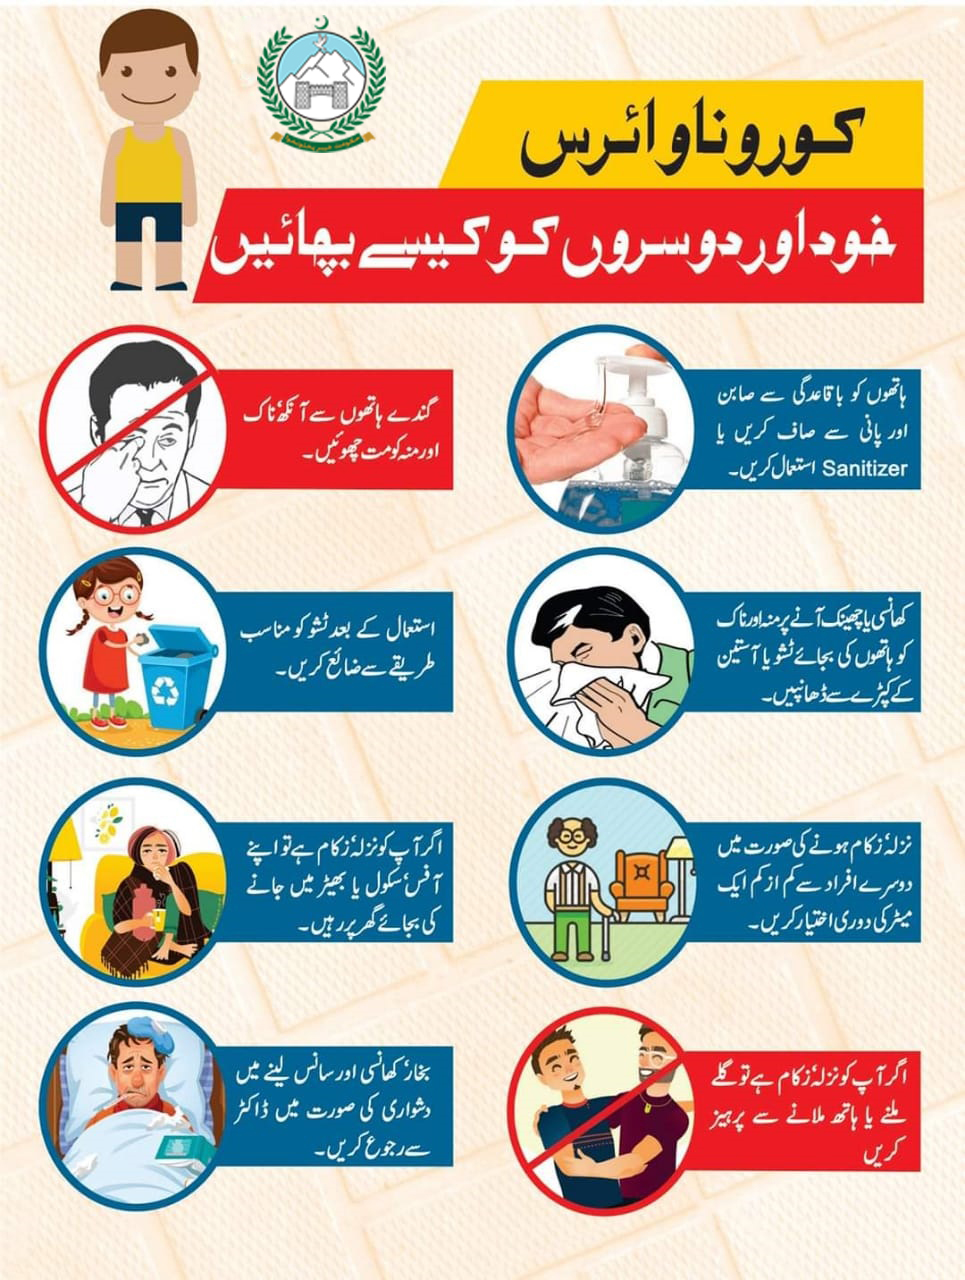 حکومت خیبر پختونخوا
کورونا وائرس
خود اور دوسروں کو کیسے بچائیں
ہاتھوں کو باقاعدگی سے صابن
اور پانی سے صاف کریں یا
Sanitizer استعمال کریں۔
گندے ہاتھوں سے آنکھ، ناک
اور منہ کو مت چھوئیں۔
کھانسی یا چھینک آنے پر منہ اور ناک
کو ہاتھوں کی بجائے ٹشو یا آستین
کے کپڑے سے ڈھانپیں۔
استعمال کے بعد ٹشو کو مناسب
طریقے سے ضائع کریں۔
نزلہ، زکام ہونے کی صورت میں
دوسرے افراد سے کم از کم ایک
میٹر کی دوری اختیار کریں۔
اگر آپ کو نزلہ، زکام ہے تو اپنے
آفس، سکول یا بھیڑ میں جانے
کی بجائے گھر پر رہیں۔
اگر آپ کو نزلہ، زکام ہے تو گلے
ملنے یا ہاتھ ملانے سے پرہیز
کریں
بخار، کھانسی اور سانس لینے میں
دشواری کی صورت میں ڈاکٹر
سے رجوع کریں۔